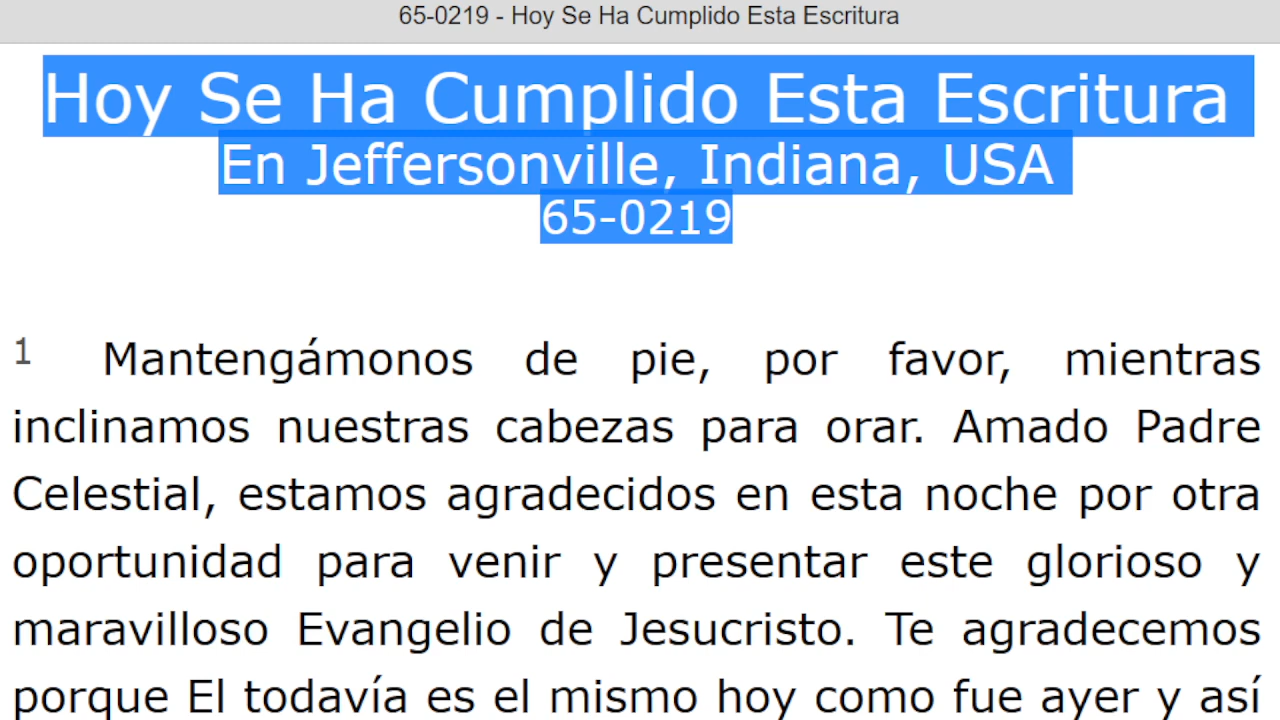 65-0219 - Hoy Se Ha Cumplido Esta Escritura
Hoy Se Ha Cumplido Esta Escritura
En Jeffersonville, Indiana, USA
65-0219
1 Mantengámonos de pie, por favor, mientras
inclinamos nuestras cabezas para orar. Amado Padre
Celestial, estamos agradecidos en esta noche por otra
oportunidad para venir y presentar este glorioso y
maravilloso Evangelio de Jesucristo. Te agradecemos
porque El todavía es el mismo hoy como fue ayer y así